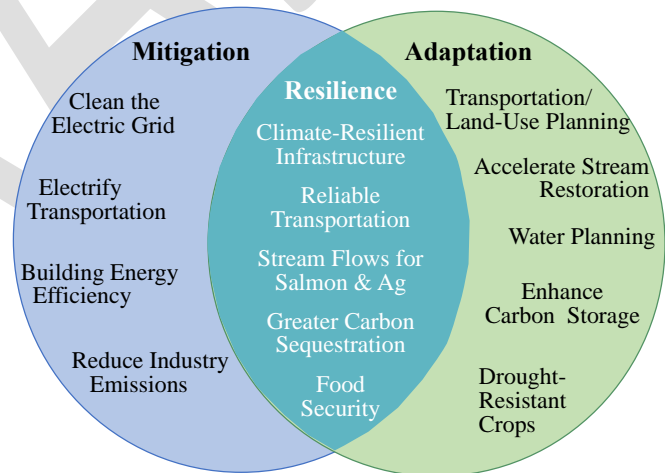 Mitigation
Clean the
Electric Grid
Electrify
Transportation
Building Energy
Efficiency
Reduce Industry
Emissions
Resilience
Climate-Resilient
Infrastructure
Reliable
Transportation
Stream Flows for
Salmon & Ag
Greater Carbon
Sequestration
Food
Security
Adaptation
Transportation/
Land-Use Planning
Accelerate Stream
Restoration
Water Planning
Enhance
Carbon Storage
Drought-
Resistant
Crops